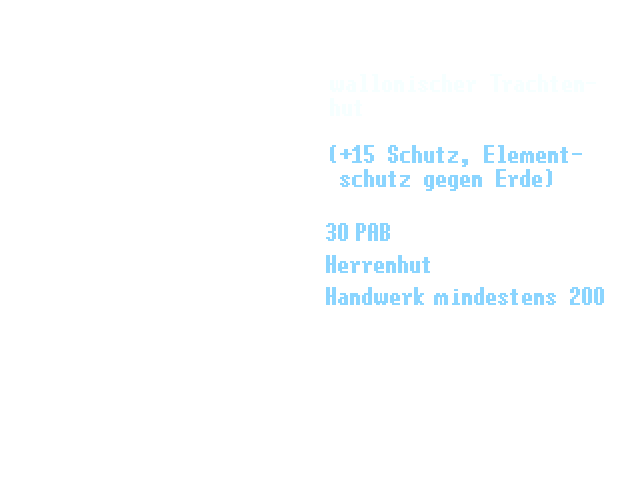 wallonischer Trachten-
hut
(+15 Schutz, Element-
schutz gegen Erde)
30 PAB
Herrenhut
Handwerk mindestens 200